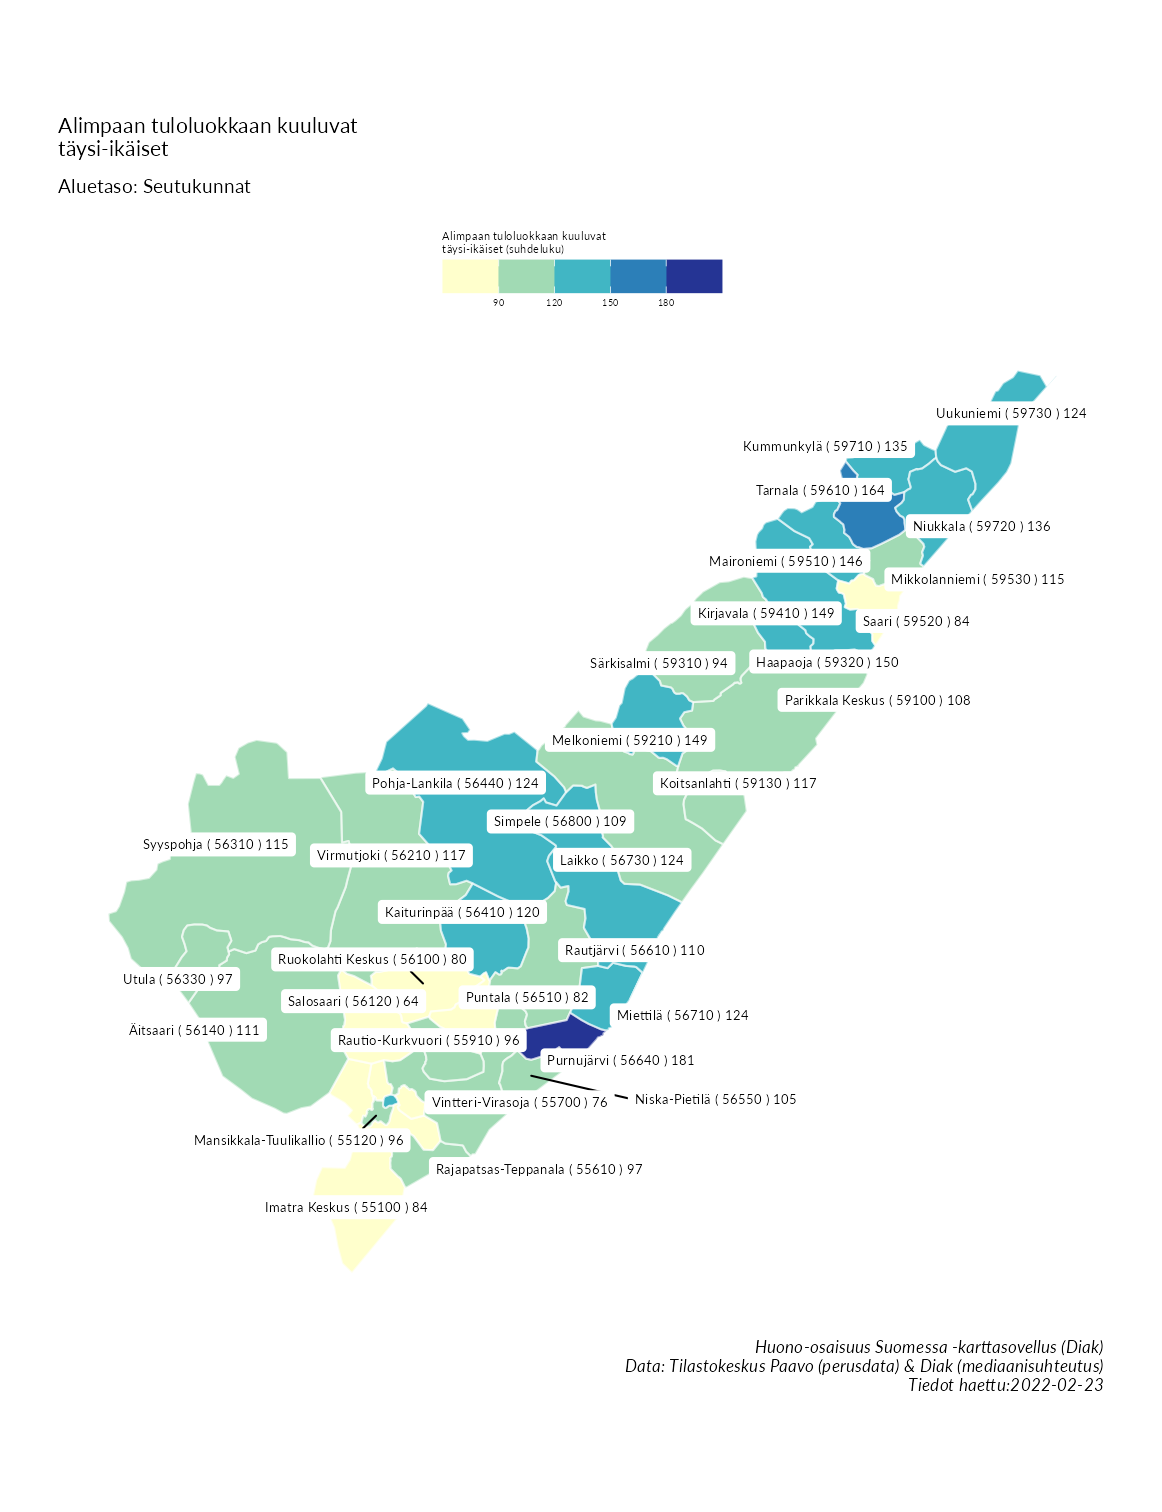 Alimpaan tuloluokkaan kuuluvat
täysi-ikäiset
Aluetaso: Seutukunnat
Alimpaan tuloluokkaan kuuluvat
täysi-ikäiset (suhdeluku)
90 120 150 180
Uukuniemi ( 59730 ) 124
Kummunkylä ( 59710 ) 135
Tarnala ( 59610 ) 164
Niukkala ( 59720 ) 136
Maironiemi ( 59510 ) 146
Mikkolanniemi ( 59530 ) 115
Kirjavala ( 59410 ) 149
Saari ( 59520 ) 84
Särkisalmi ( 59310 ) 94
Haapaoja ( 59320 ) 150
Parikkala Keskus ( 59100 ) 108
Melkoniemi ( 59210 ) 149
Pohja-Lankila ( 56440 ) 124
Koitsanlahti ( 59130 ) 117
Simpele ( 56800 ) 109
Syyspohja ( 56310 ) 115
Virmutjoki ( 56210 ) 117
Laikko ( 56730 ) 124
Kaiturinpää ( 56410 ) 120
Rautjärvi ( 56610 ) 110
Ruokolahti Keskus ( 56100 ) 80
Utula ( 56330 ) 97
Salosaari ( 56120 ) 64
Puntala ( 56510 ) 82
Miettilä ( 56710 ) 124
Äitsaari ( 56140 ) 111
Rautio-Kurkvuori ( 55910 ) 96
Purnujärvi ( 56640 ) 181
Vintteri-Virasoja ( 55700 ) 76
Niska-Pietilä ( 56550 ) 105
Mansikkala-Tuulikallio ( 55120 ) 96
Rajapatsas-Teppanala ( 55610 ) 97
Imatra Keskus ( 55100 ) 84
Huono-osaisuus Suomessa -karttasovellus (Diak)
Data: Tilastokeskus Paavo (perusdata) & Diak (mediaanisuhteutus)
Tiedot haettu:2022-02-23